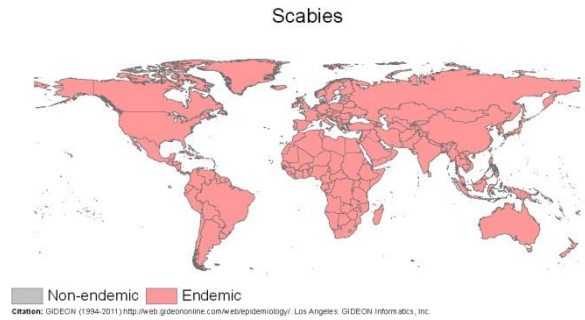 Scabies
Non-endemic Endemic
Citation: GIDEON (1994-2011) http://web.gideononline.com/web/epidemiology/. Los Angeles: GIDEON Informatics, Inc.